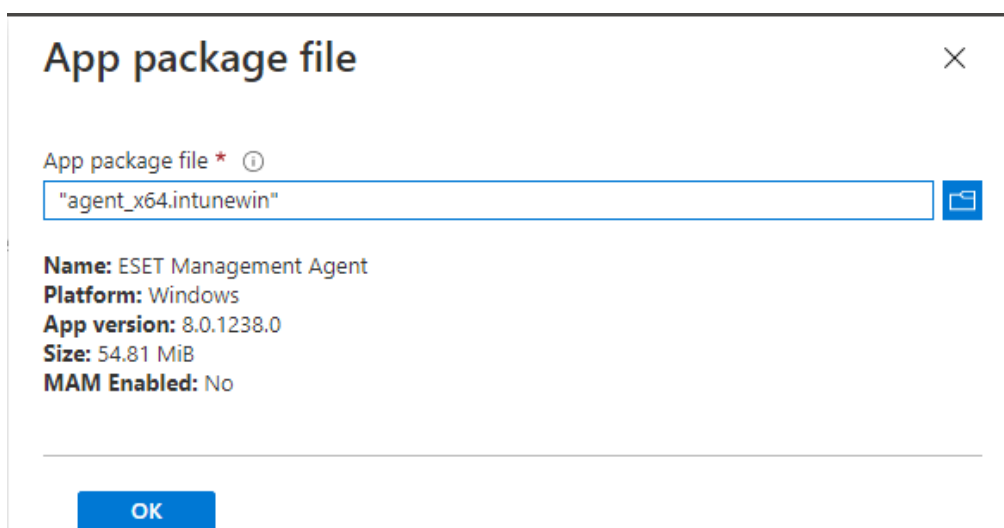 App package file
App package file *
"agent_x64.intunewin"
Name: ESET Management Agent
Platform: Windows
App version: 8.0.1238.0
Size: 54.81 MiB
MAM Enabled: No
OK